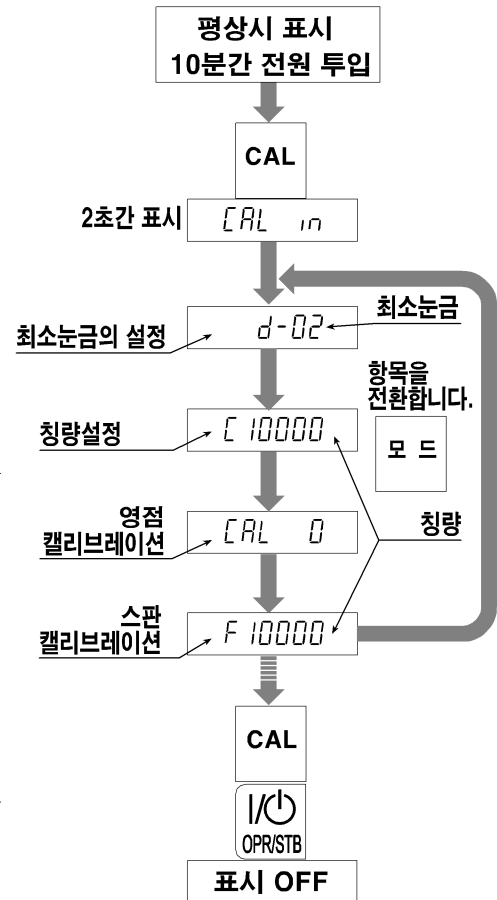 평상시 표시
10분간 전원 투입
CAL
2초간 표시
CAL in
최소눈금의 설정
d-02
최소눈금
항목을
전환합니다.
모 드
칭량설정
C 10000
칭량
영점
캘리브레이션
CAL 0
스판
캘리브레이션
F 10000
CAL
I/⏻
OPR/STB
표시 OFF